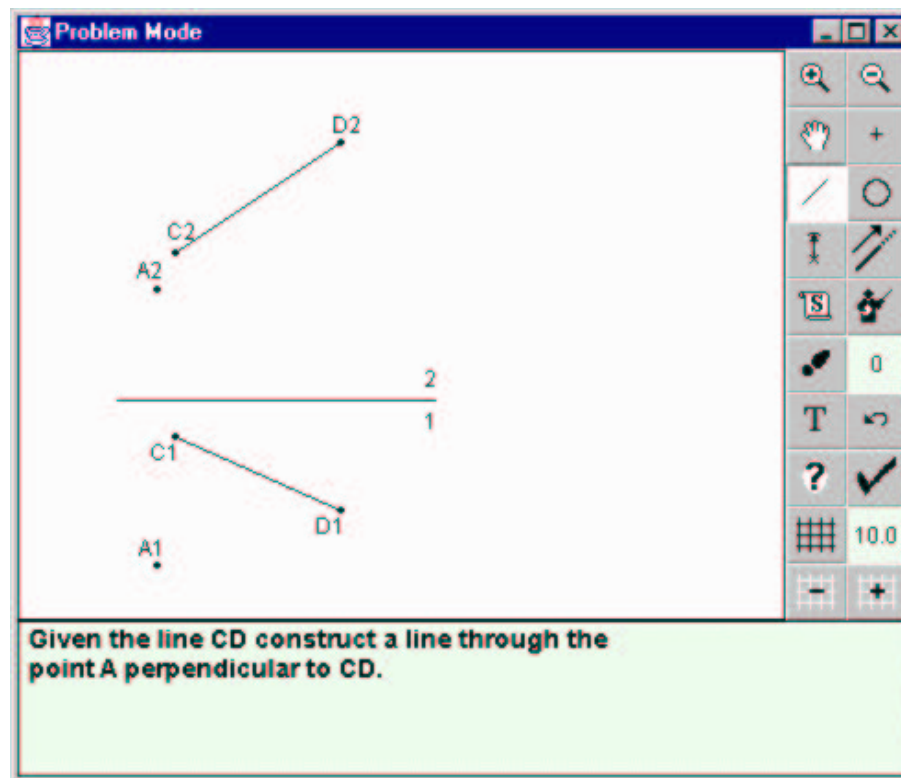 Problem Mode
D2
C2
A2
2
1
C1
D1
A1
S
0
T
?
10.0
Given the line CD construct a line through the
point A perpendicular to CD.